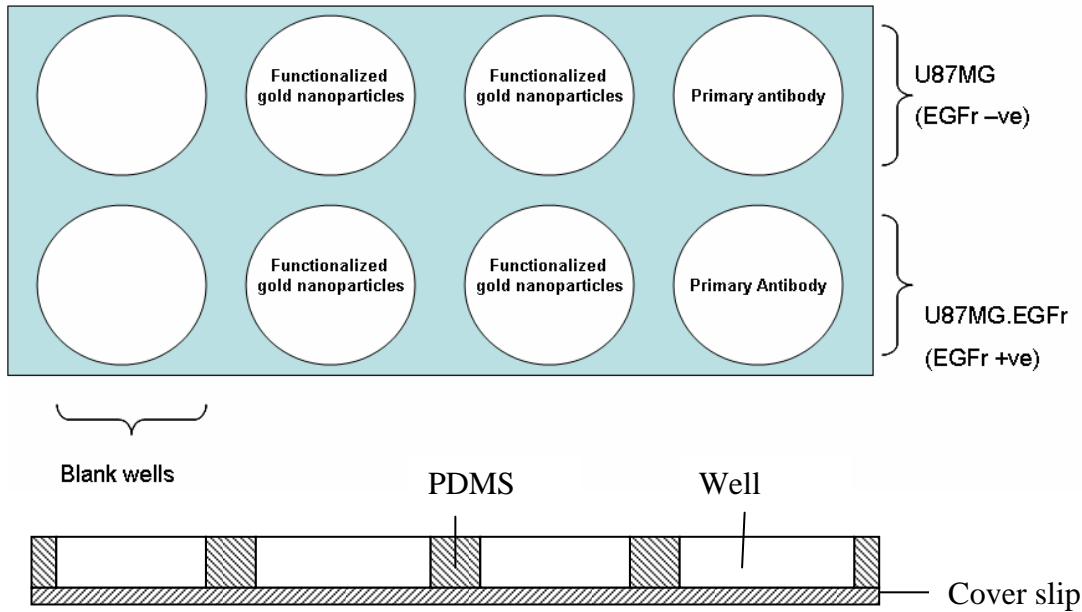 Functionalized
gold nanoparticles
Functionalized
gold nanoparticles
Primary antibody
U87MG
(EGFr –ve)
Functionalized
gold nanoparticles
Functionalized
gold nanoparticles
Primary Antibody
U87MG.EGFr
(EGFr +ve)
Blank wells
PDMS
Well
Cover slip